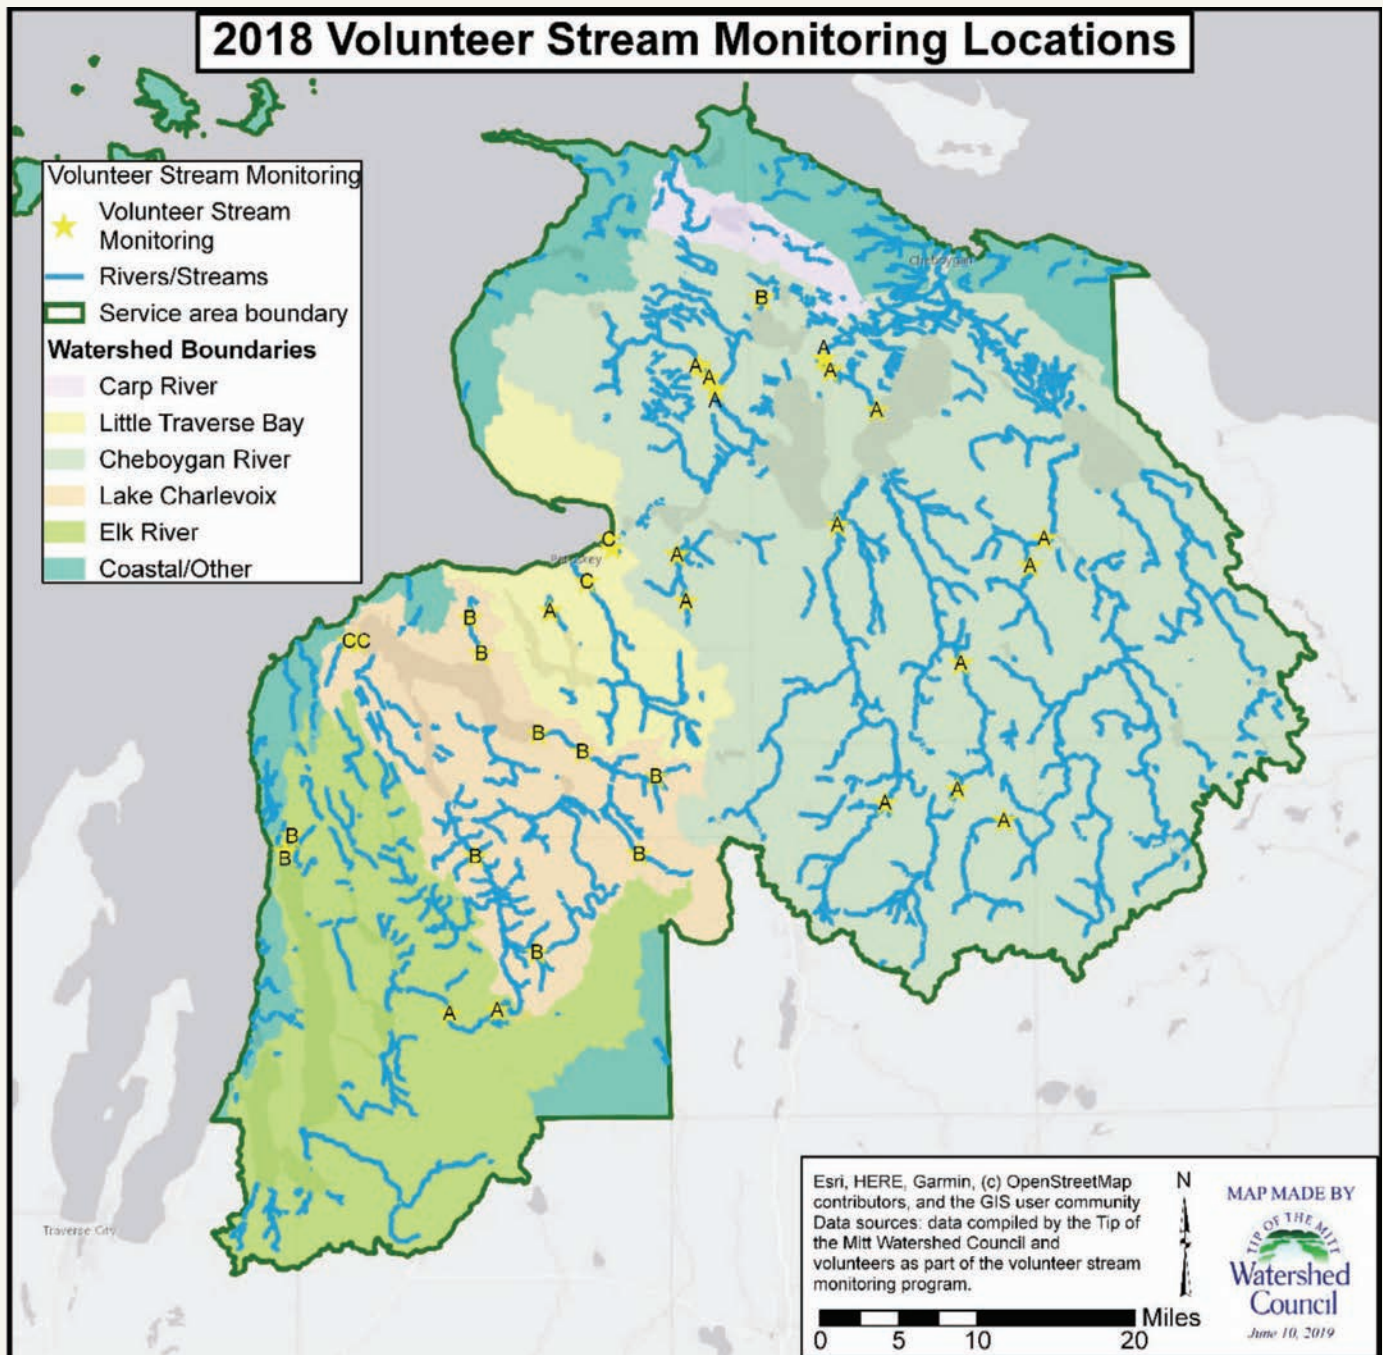 2018 Volunteer Stream Monitoring Locations
Volunteer Stream Monitoring
Volunteer Stream
Monitoring
Rivers/Streams
Service area boundary
Watershed Boundaries
Carp River
Little Traverse Bay
Cheboygan River
Lake Charlevoix
Elk River
Coastal/Other
Cheboygan
B
A
A
A
A
A
A
A
C
A
A
A
C
A
A
B
CC
B
A
B
B
B
A
A
A
B
B
B
B
B
A
A
Traverse City
Esri, HERE, Garmin, (c) OpenStreetMap
contributors, and the GIS user community
Data sources: data compiled by the Tip of
the Mitt Watershed Council and
volunteers as part of the volunteer stream
monitoring program.
N
Miles
0 5 10 20
MAP MADE BY
TIP OF THE MITT
Watershed
Council
June 10, 2019